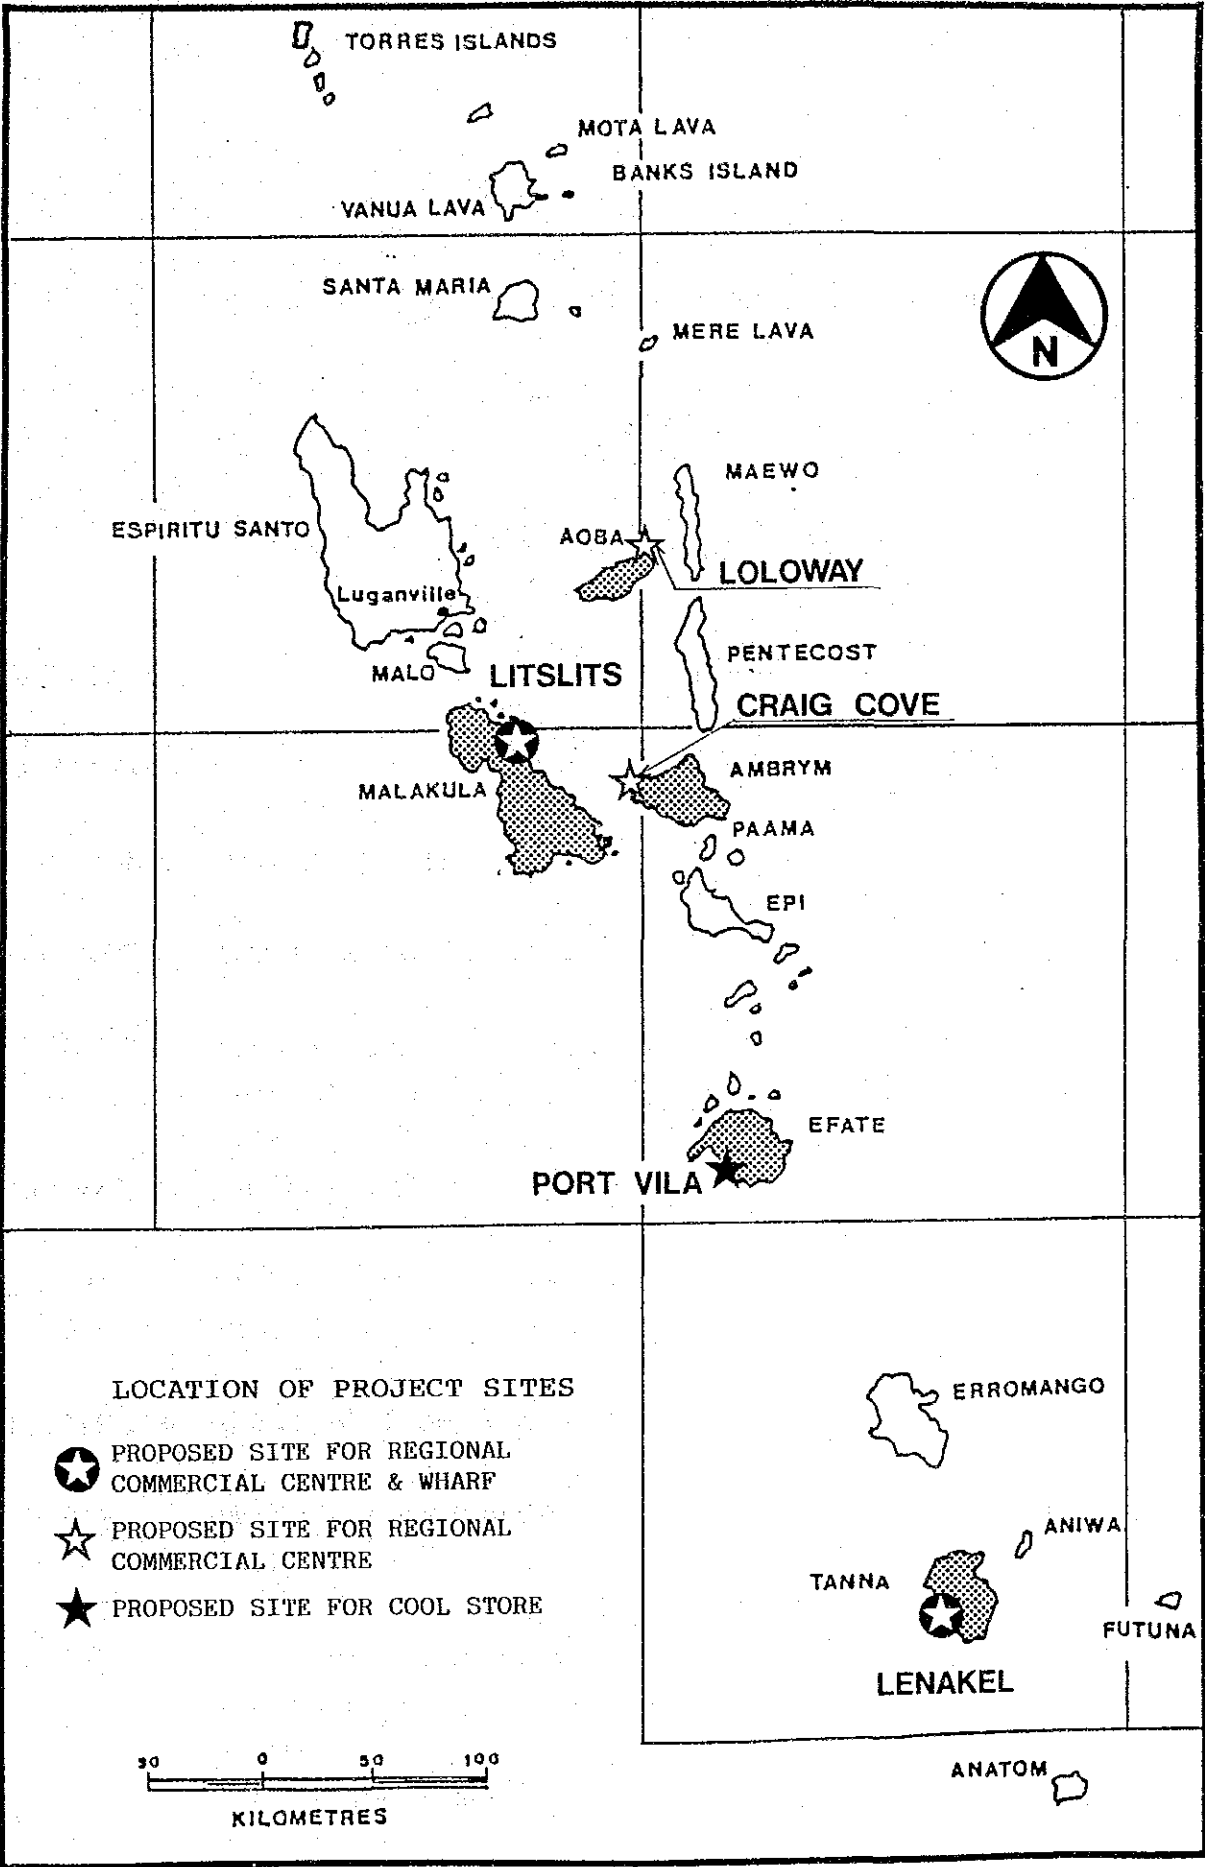 TORRES ISLANDS
MOTA LAVA
BANKS ISLAND
VANUA LAVA
SANTA MARIA
MERE LAVA
N
MAEWO
ESPIRITU SANTO
AOBA
LOLOWAY
Luganville
PENTECOST
MALO
LITSLITS
CRAIG COVE
AMBRYM
MALAKULA
PAAMA
EPI
EFATE
PORT VILA
LOCATION OF PROJECT SITES
PROPOSED SITE FOR REGIONAL
COMMERCIAL CENTRE & WHARF
PROPOSED SITE FOR REGIONAL
COMMERCIAL CENTRE
PROPOSED SITE FOR COOL STORE
ERROMANGO
ANIWA
TANNA
FUTUNA
LENAKEL
ANATOM
0 50 100
KILOMETRES